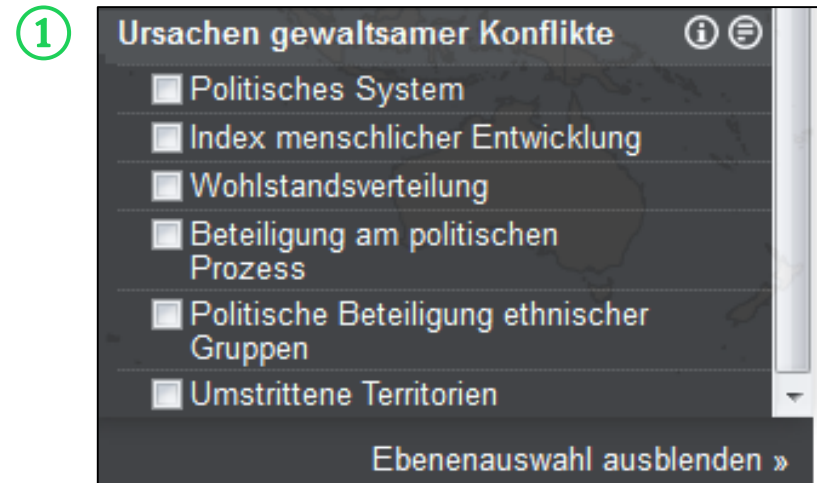 1
Ursachen gewaltsamer Konflikte
Politisches System
Index menschlicher Entwicklung
Wohlstandsverteilung
Beteiligung am politischen
Prozess
Politische Beteiligung ethnischer
Gruppen
Umstrittene Territorien
Ebenenauswahl ausblenden »